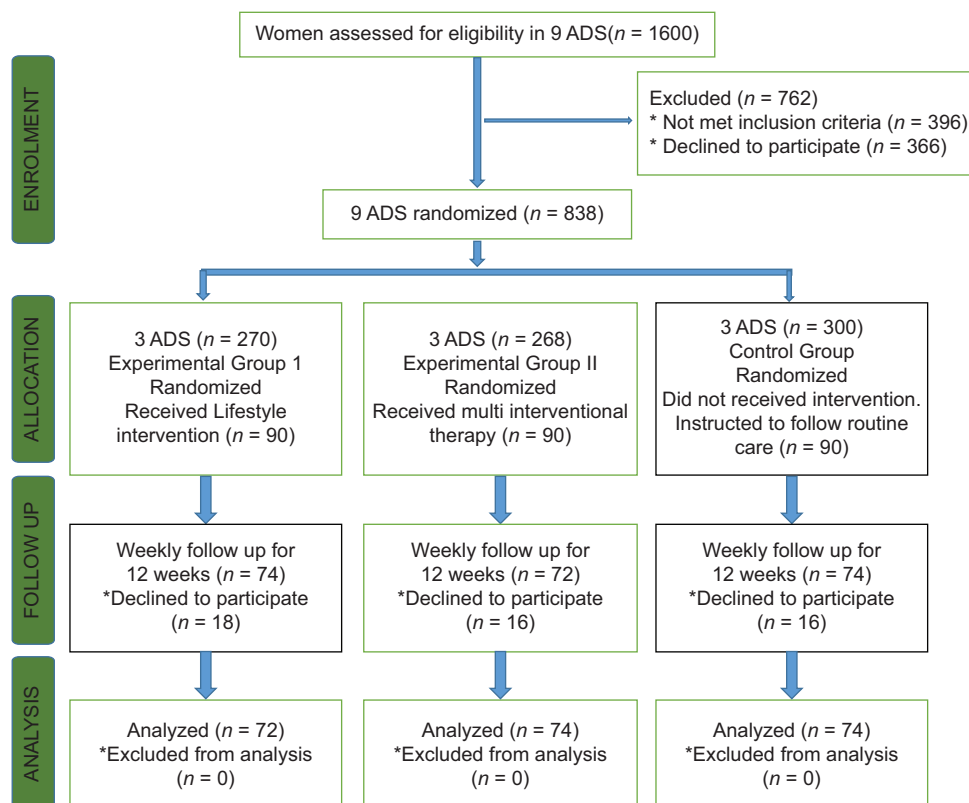 Women assessed for eligibility in 9 ADS(n = 1600)
ENROLMENT
Excluded (n = 762)
* Not met inclusion criteria (n = 396)
* Declined to participate (n = 366)
9 ADS randomized (n = 838)
ALLOCATION
3 ADS (n = 270)
Experimental Group 1
Randomized
Received Lifestyle
intervention (n = 90)
3 ADS (n = 268)
Experimental Group II
Randomized
Received multi interventional
therapy (n = 90)
3 ADS (n = 300)
Control Group
Randomized
Did not received intervention.
Instructed to follow routine
care (n = 90)
FOLLOW UP
Weekly follow up for
12 weeks (n = 74)
*Declined to participate
(n = 18)
Weekly follow up for
12 weeks (n = 72)
*Declined to participate
(n = 16)
Weekly follow up for
12 weeks (n = 74)
*Declined to participate
(n = 16)
ANALYSIS
Analyzed (n = 72)
*Excluded from analysis
(n = 0)
Analyzed (n = 74)
*Excluded from analysis
(n = 0)
Analyzed (n = 74)
*Excluded from analysis
(n = 0)